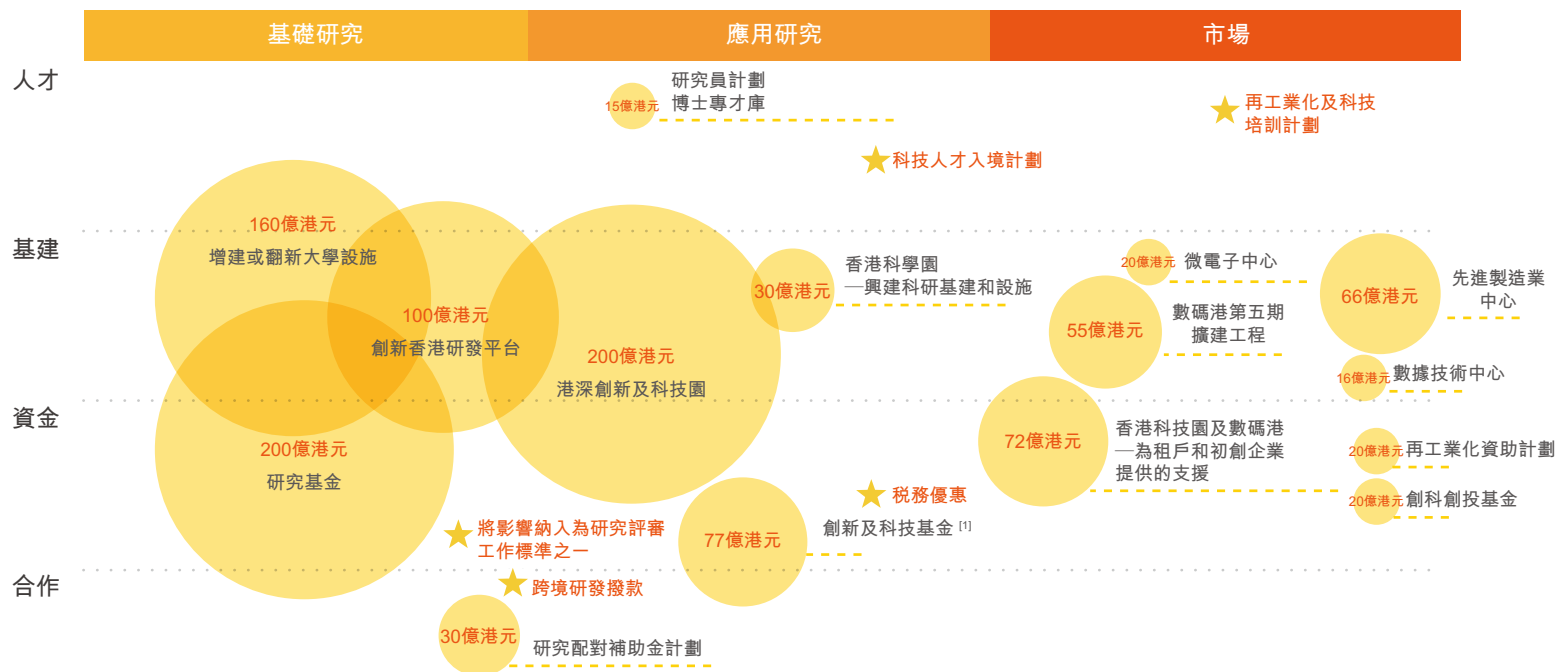 基礎研究
應用研究
市場
人才
15億港元
研究員計劃
博士專才庫
再工業化及科技
培訓計劃
科技人才入境計劃
基建
160億港元
增建或翻新大學設施
100億港元
創新香港研發平台
200億港元
港深創新及科技園
30億港元
香港科學園
—興建科研基建和設施
20億港元
微電子中心
55億港元
數碼港第五期
擴建工程
66億港元
先進製造業
中心
16億港元
數據技術中心
資金
200億港元
研究基金
72億港元
香港科技園及數碼港
—為租戶和初創企業
提供的支援
20億港元
再工業化資助計劃
20億港元
創科創投基金
稅務優惠
77億港元
創新及科技基金 [1]
將影響納入為研究評審
工作標準之一
合作
跨境研發撥款
30億港元
研究配對補助金計劃